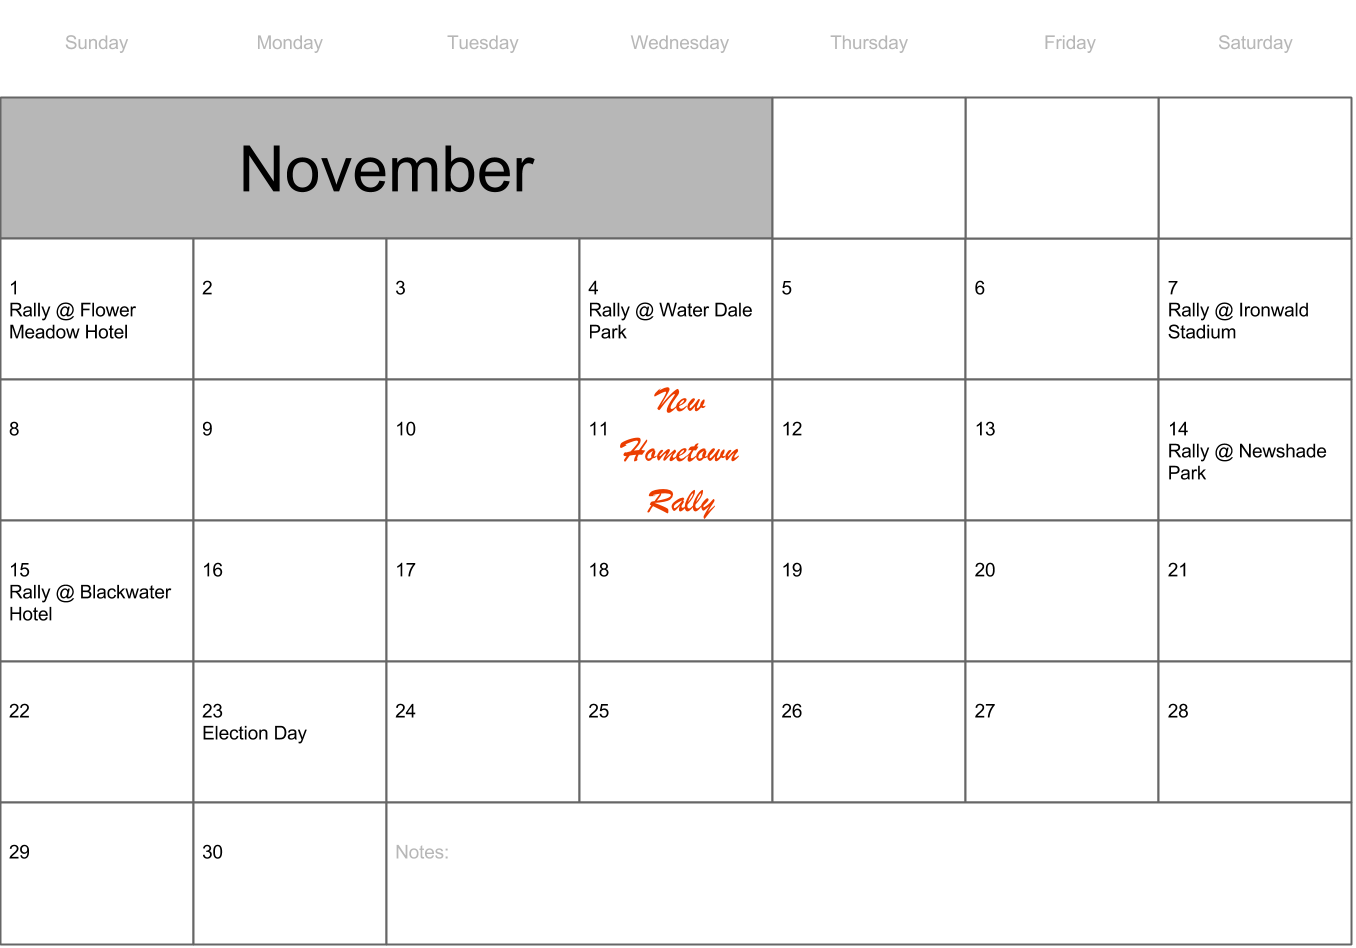 Sunday Monday Tuesday Wednesday Thursday Friday Saturday
November
1
Rally @ Flower
Meadow Hotel
2
3
4
Rally @ Water Dale
Park
5
6
7
Rally @ Ironwald
Stadium
8
9
10
11
New
Hometown
Rally
12
13
14
Rally @ Newshade
Park
15
Rally @ Blackwater
Hotel
16
17
18
19
20
21
22
23
Election Day
24
25
26
27
28
29
30
Notes: